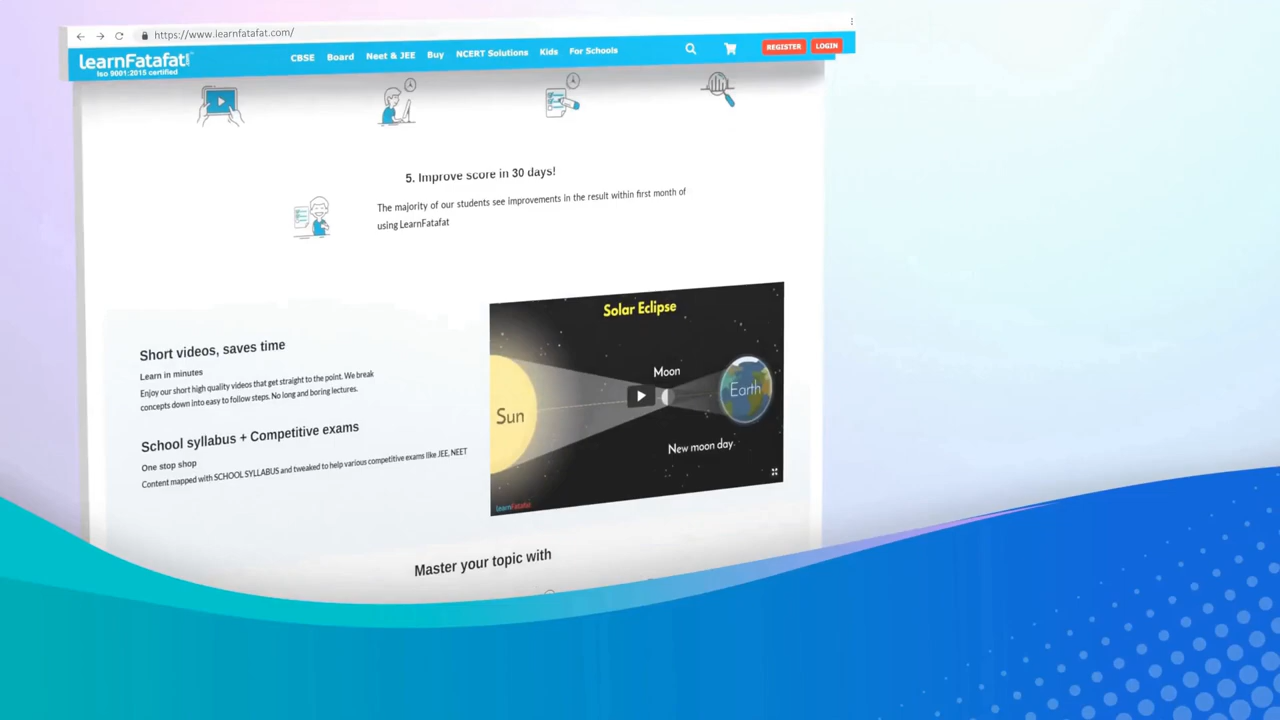 https://www.learnfatafat.com/
learnFatafat!
Iso 9001:2015 certified
CBSE Board Neet & JEE Buy NCERT Solutions Kids For Schools REGISTER LOGIN
5. Improve score in 30 days!
The majority of our students see improvements in the result within first month of
using LearnFatafat
Short videos, saves time
Learn in minutes
Enjoy our short high quality videos that get straight to the point. We break
concepts down into easy to follow steps. No long and boring lectures.
School syllabus + Competitive exams
One stop shop
Content mapped with SCHOOL SYLLABUS and tweaked to help various competitive exams like JEE, NEET
Solar Eclipse
Moon
Earth
Sun
New moon day
learnFatafat
Master your topic with